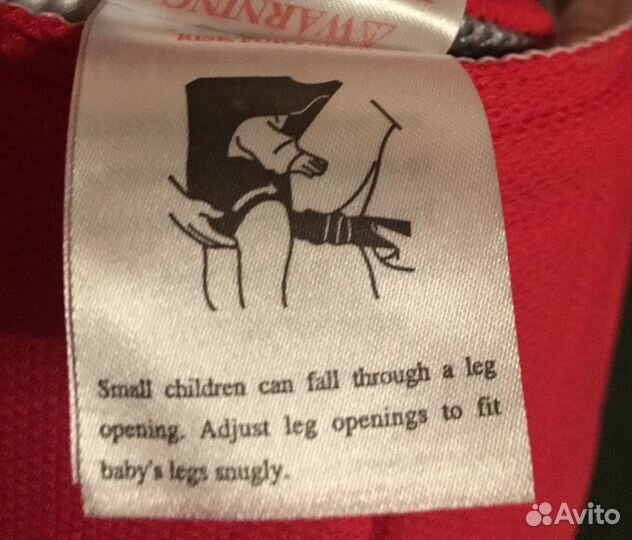 ⚠WARNING
Small children can fall through a leg
opening. Adjust leg openings to fit
baby's legs snugly.
Avito